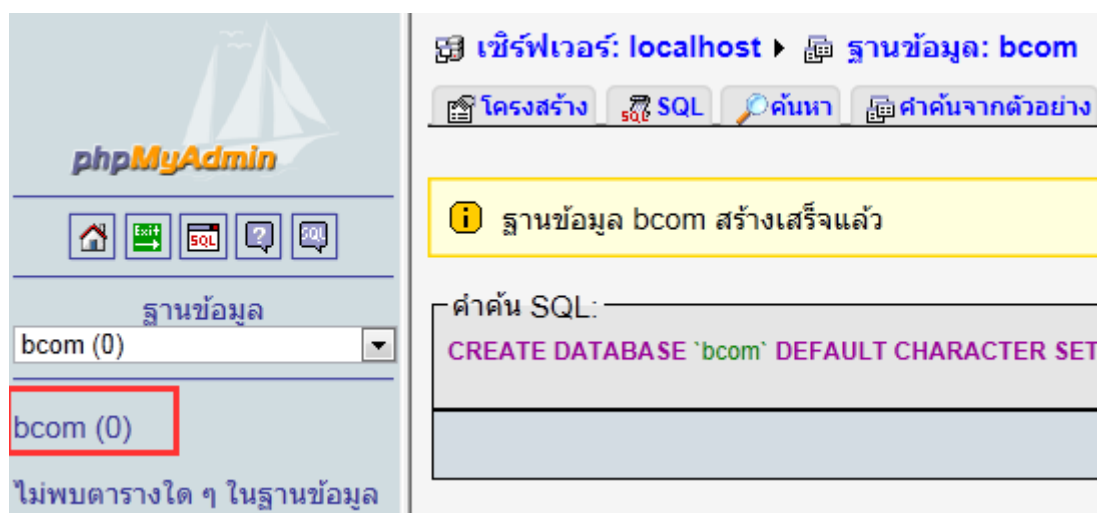 phpMyAdmin
Exit
SQL
?
SQL
ฐานข้อมูล
bcom (0)
bcom (0)
ไม่พบตารางใด ๆ ในฐานข้อมูล
เซิร์ฟเวอร์: localhost ▸ ฐานข้อมูล: bcom
โครงสร้าง SQL ค้นหา คำค้นจากตัวอย่าง
ฐานข้อมูล bcom สร้างเสร็จแล้ว
คำค้น SQL:
CREATE DATABASE `bcom` DEFAULT CHARACTER SET